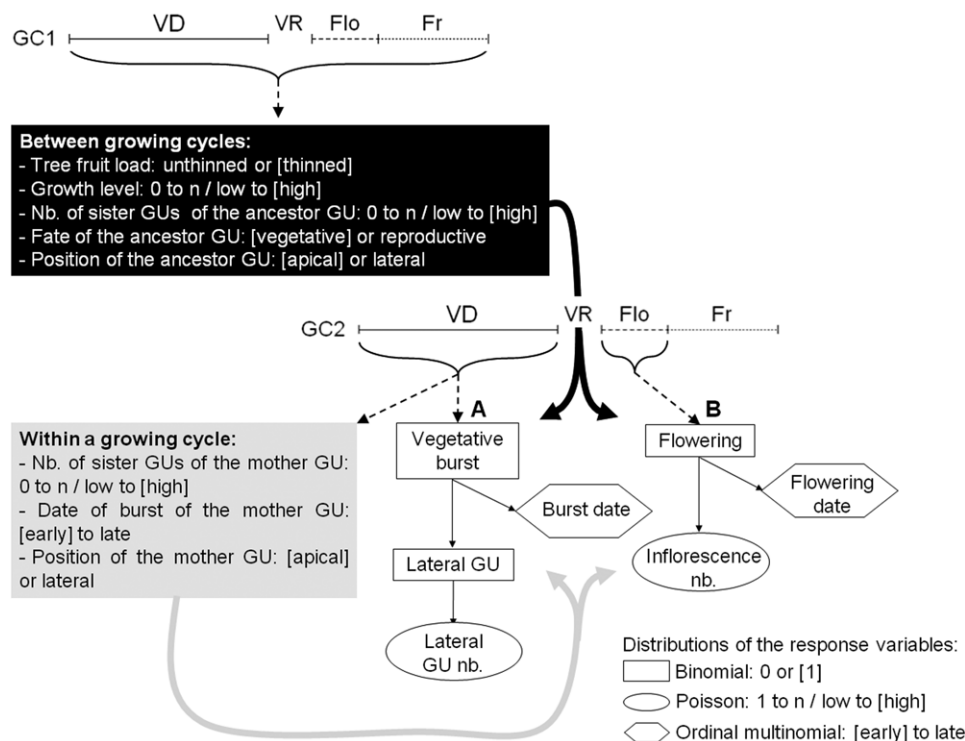 VD VR Flo Fr
GC1
Between growing cycles:
- Tree fruit load: unthinned or [thinned]
- Growth level: 0 to n / low to [high]
- Nb. of sister GUs of the ancestor GU: 0 to n / low to [high]
- Fate of the ancestor GU: [vegetative] or reproductive
- Position of the ancestor GU: [apical] or lateral
VD VR Flo Fr
GC2
Within a growing cycle:
- Nb. of sister GUs of the mother GU:
0 to n / low to [high]
- Date of burst of the mother GU:
[early] to late
- Position of the mother GU: [apical]
or lateral
A
Vegetative
burst
Burst date
Lateral GU
Lateral
GU nb.
B
Flowering
Flowering
date
Inflorescence
nb.
Distributions of the response variables:
Binomial: 0 or [1]
Poisson: 1 to n / low to [high]
Ordinal multinomial: [early] to late